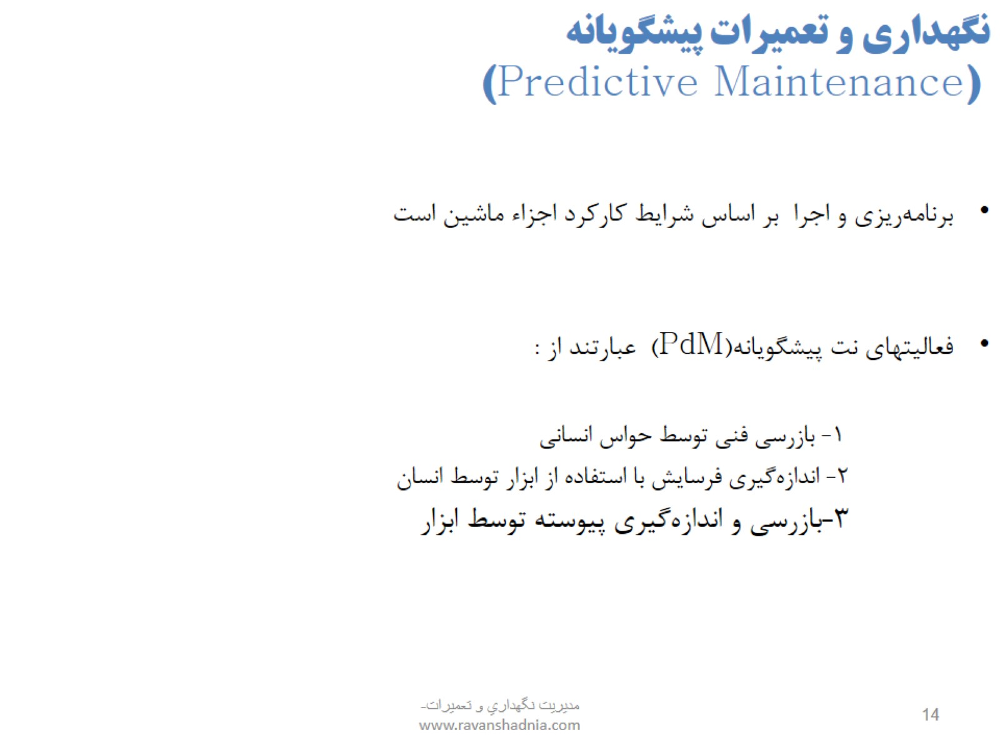 نگهداری و تعمیرات پیشگویانه
(Predictive Maintenance)
• برنامه‌ریزی و اجرا بر اساس شرایط کارکرد اجزاء ماشین است
• فعالیتهای نت پیشگویانه(PdM) عبارتند از :
۱- بازرسی فنی توسط حواس انسانی
۲- اندازه‌گیری فرسایش با استفاده از ابزار توسط انسان
۳-بازرسی و اندازه‌گیری پیوسته توسط ابزار
مديريت نگهداري و تعميرات-
www.ravanshadnia.com
14